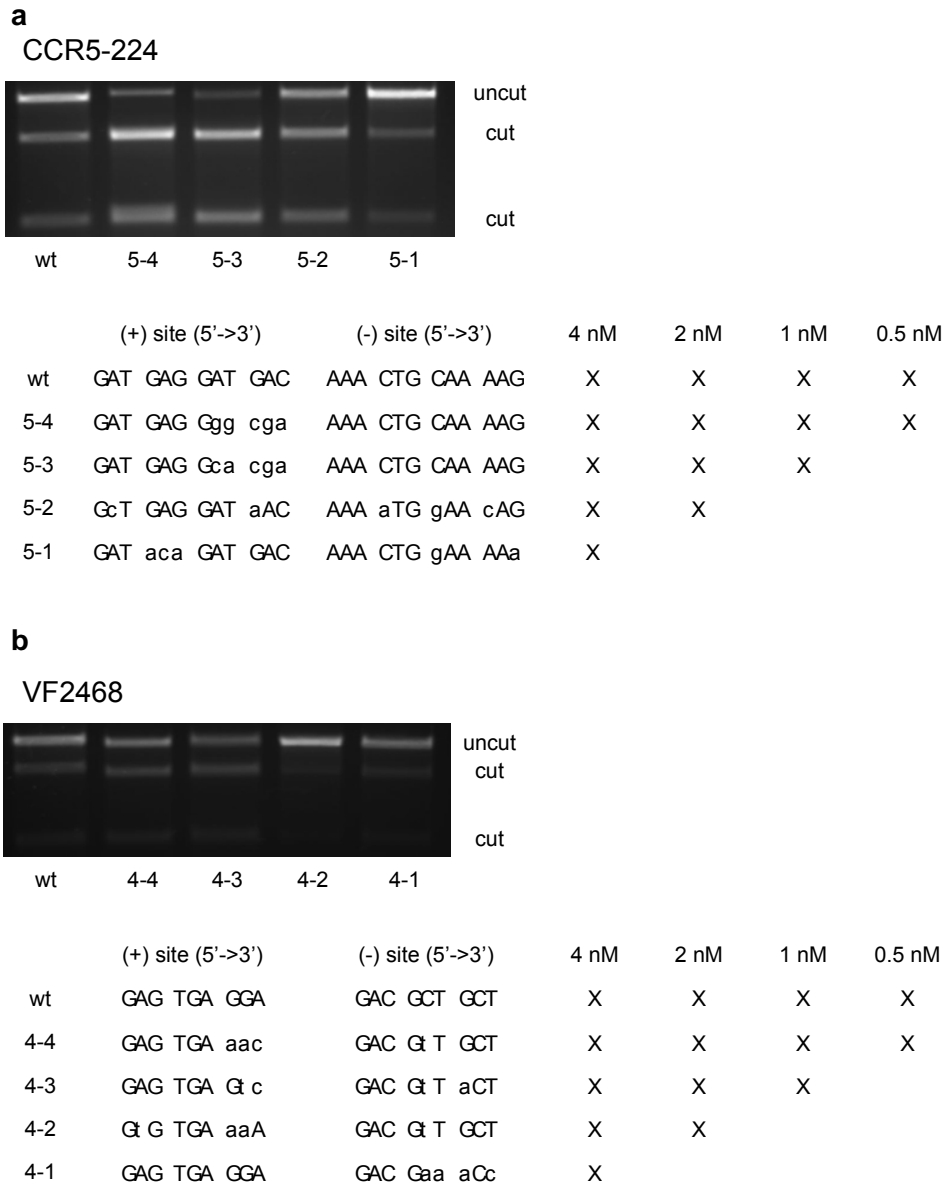 a
CCR5-224
uncut
cut
cut
wt 5-4 5-3 5-2 5-1
(+) site (5'->3') (-) site (5'->3') 4 nM 2 nM 1 nM 0.5 nM
wt GAT GAG GAT GAC AAA CTG CAA AAG X X X X
5-4 GAT GAG Ggg cga AAA CTG CAA AAG X X X X
5-3 GAT GAG Gca cga AAA CTG CAA AAG X X X
5-2 GcT GAG GAT aAC AAA aTG gAA cAG X X
5-1 GAT aca GAT GAC AAA CTG gAA AAa X
b
VF2468
uncut
cut
cut
wt 4-4 4-3 4-2 4-1
(+) site (5'->3') (-) site (5'->3') 4 nM 2 nM 1 nM 0.5 nM
wt GAG TGA GGA GAC GCT GCT X X X X
4-4 GAG TGA aac GAC GtT GCT X X X X
4-3 GAG TGA Gtc GAC GtT aCT X X X
4-2 GtG TGA aaA GAC GtT GCT X X
4-1 GAG TGA GGA GAC Gaa aCc X